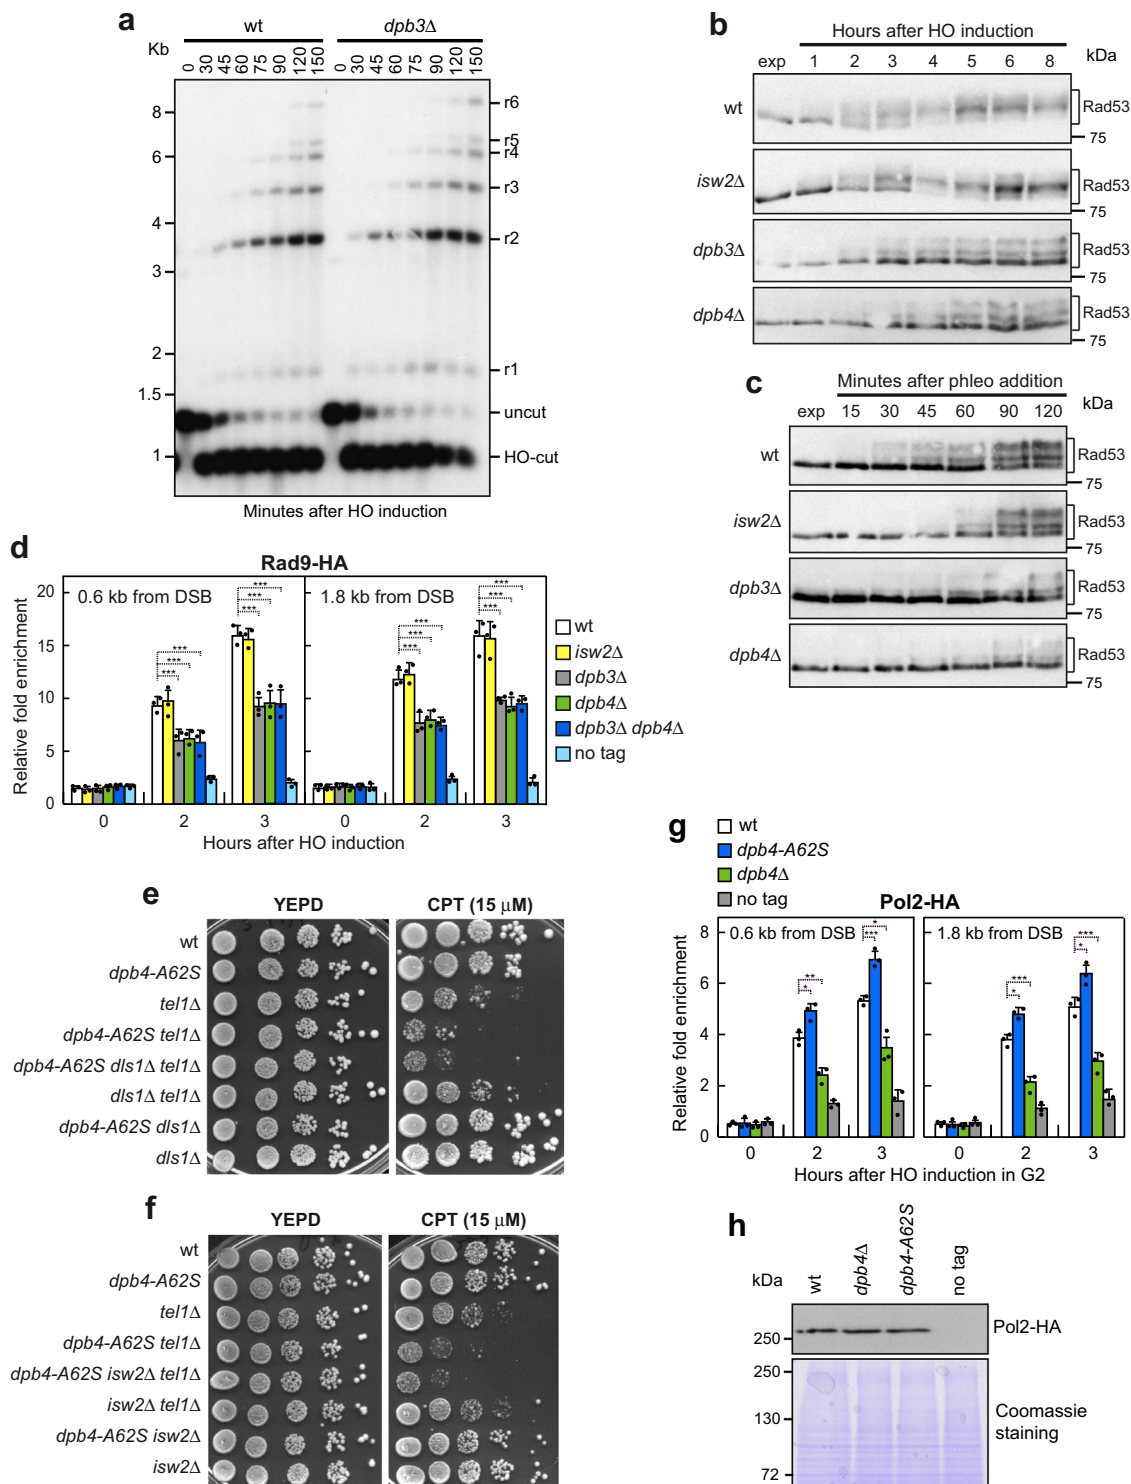 a
wt dpb3Δ
Kb 0 30 45 60 75 90 120 150 0 30 45 60 75 90 120 150
8
6
4
3
2
1.5
1
r6
r5
r4
r3
r2
r1
uncut
HO-cut
Minutes after HO induction
b
Hours after HO induction
exp 1 2 3 4 5 6 8 kDa
wt Rad53
75
isw2Δ Rad53
75
dpb3Δ Rad53
75
dpb4Δ Rad53
75
c
Minutes after phleo addition
exp 15 30 45 60 90 120 kDa
wt Rad53
75
isw2Δ Rad53
75
dpb3Δ Rad53
75
dpb4Δ Rad53
75
d
Rad9-HA
Relative fold enrichment
20
15
10
5
0
0.6 kb from DSB
*** *** ***
*** *** ***
1.8 kb from DSB
*** *** ***
*** *** ***
0 2 3 0 2 3
Hours after HO induction
wt
isw2Δ
dpb3Δ
dpb4Δ
dpb3Δ dpb4Δ
no tag
e
YEPD CPT (15 μM)
wt
dpb4-A62S
tel1Δ
dpb4-A62S tel1Δ
dpb4-A62S dls1Δ tel1Δ
dls1Δ tel1Δ
dpb4-A62S dls1Δ
dls1Δ
f
YEPD CPT (15 μM)
wt
dpb4-A62S
tel1Δ
dpb4-A62S tel1Δ
dpb4-A62S isw2Δ tel1Δ
isw2Δ tel1Δ
dpb4-A62S isw2Δ
isw2Δ
g
wt
dpb4-A62S
dpb4Δ
no tag
Pol2-HA
Relative fold enrichment
8
6
4
2
0
0.6 kb from DSB
** *
* ***
1.8 kb from DSB
*** *
*** *
0 2 3 0 2 3
Hours after HO induction in G2
h
kDa wt dpb4Δ dpb4-A62S no tag
250 Pol2-HA
250
130
72
Coomassie
staining